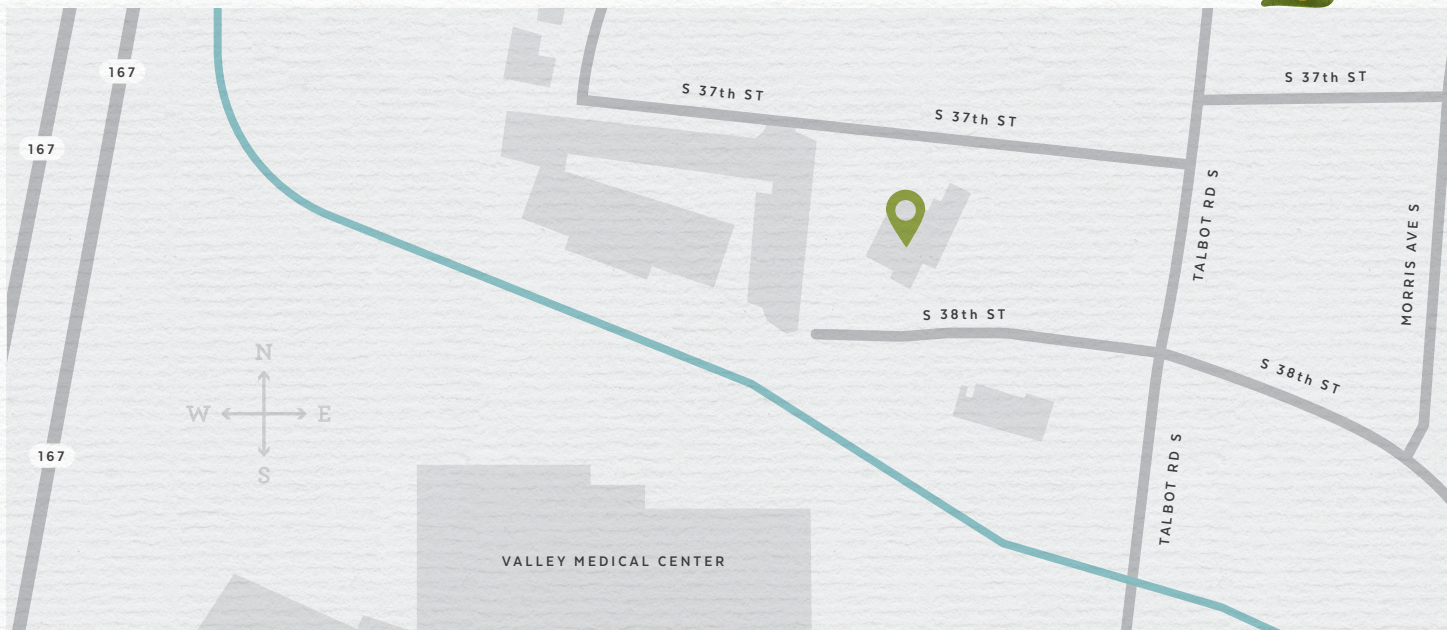 167
S 37th ST
S 37th ST
S 37th ST
167
TALBOT RD S
MORRIS AVE S
S 38th ST
N
W E
S
S 38th ST
167
TALBOT RD S
VALLEY MEDICAL CENTER